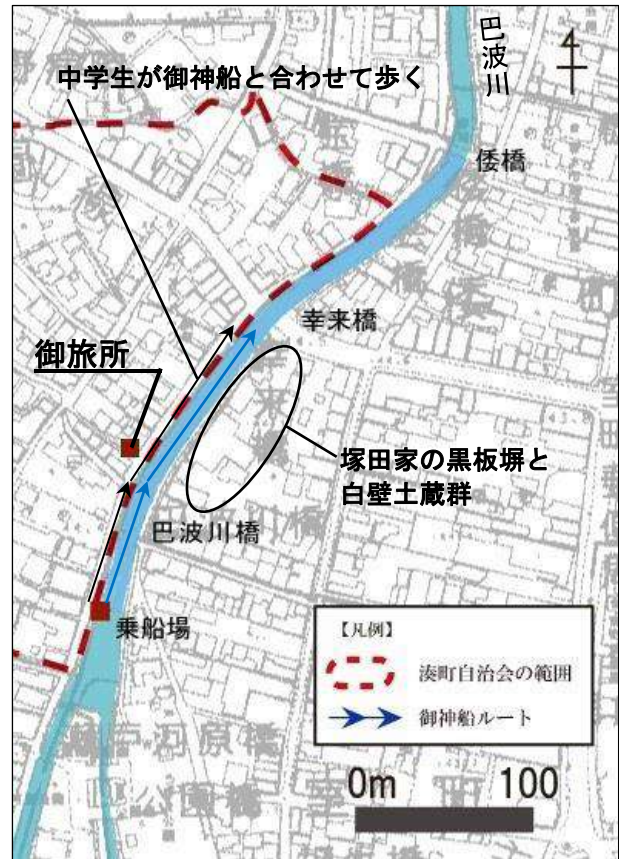 巴波川
中学生が御神船と合わせて歩く
倭橋
幸来橋
御旅所
塚田家の黒板塀と
白壁土蔵群
巴波川橋
乗船場
【凡例】
湊町自治会の範囲
御神船ルート
0m 100